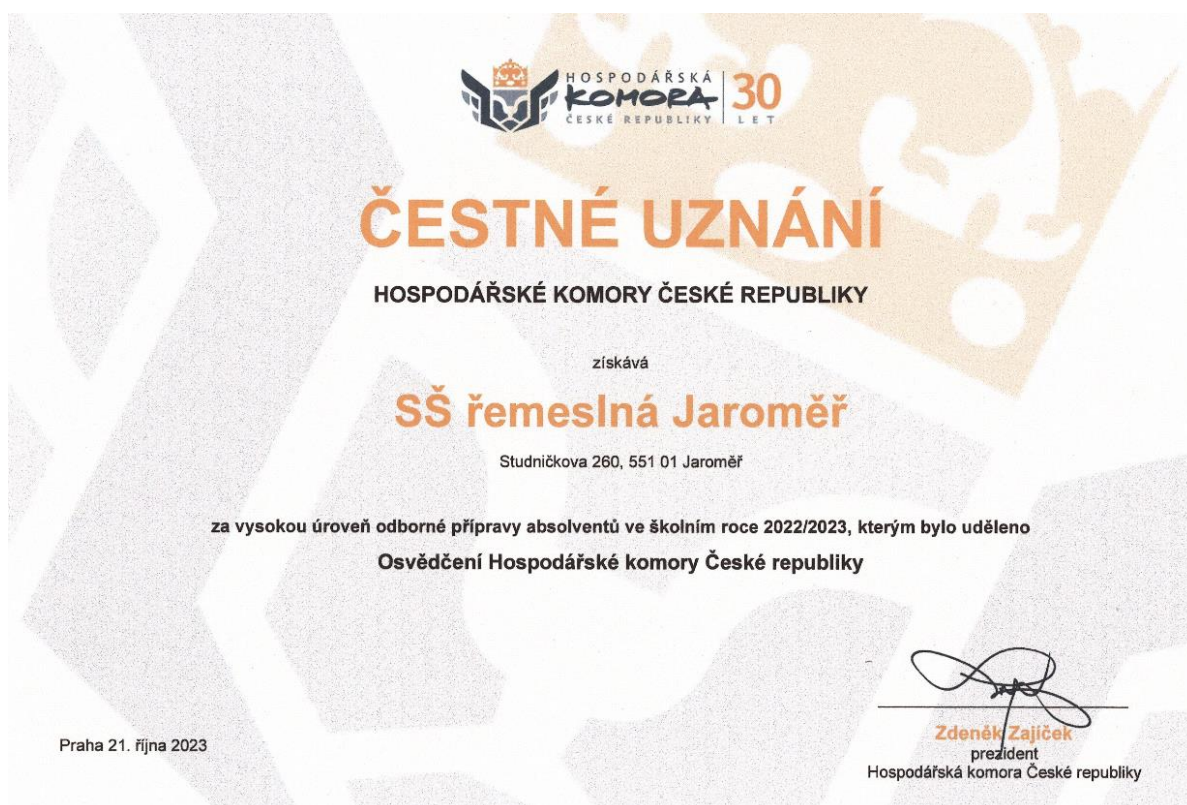 HOSPODÁŘSKÁ
KOMORA
ČESKÉ REPUBLIKY
30
LET
ČESTNÉ UZNÁNÍ
HOSPODÁŘSKÉ KOMORY ČESKÉ REPUBLIKY
získává
SŠ řemeslná Jaroměř
Studničkova 260, 551 01 Jaroměř
za vysokou úroveň odborné přípravy absolventů ve školním roce 2022/2023, kterým bylo uděleno
Osvědčení Hospodářské komory České republiky
Praha 21. října 2023
Zdeněk Zajíček
prezident
Hospodářská komora České republiky